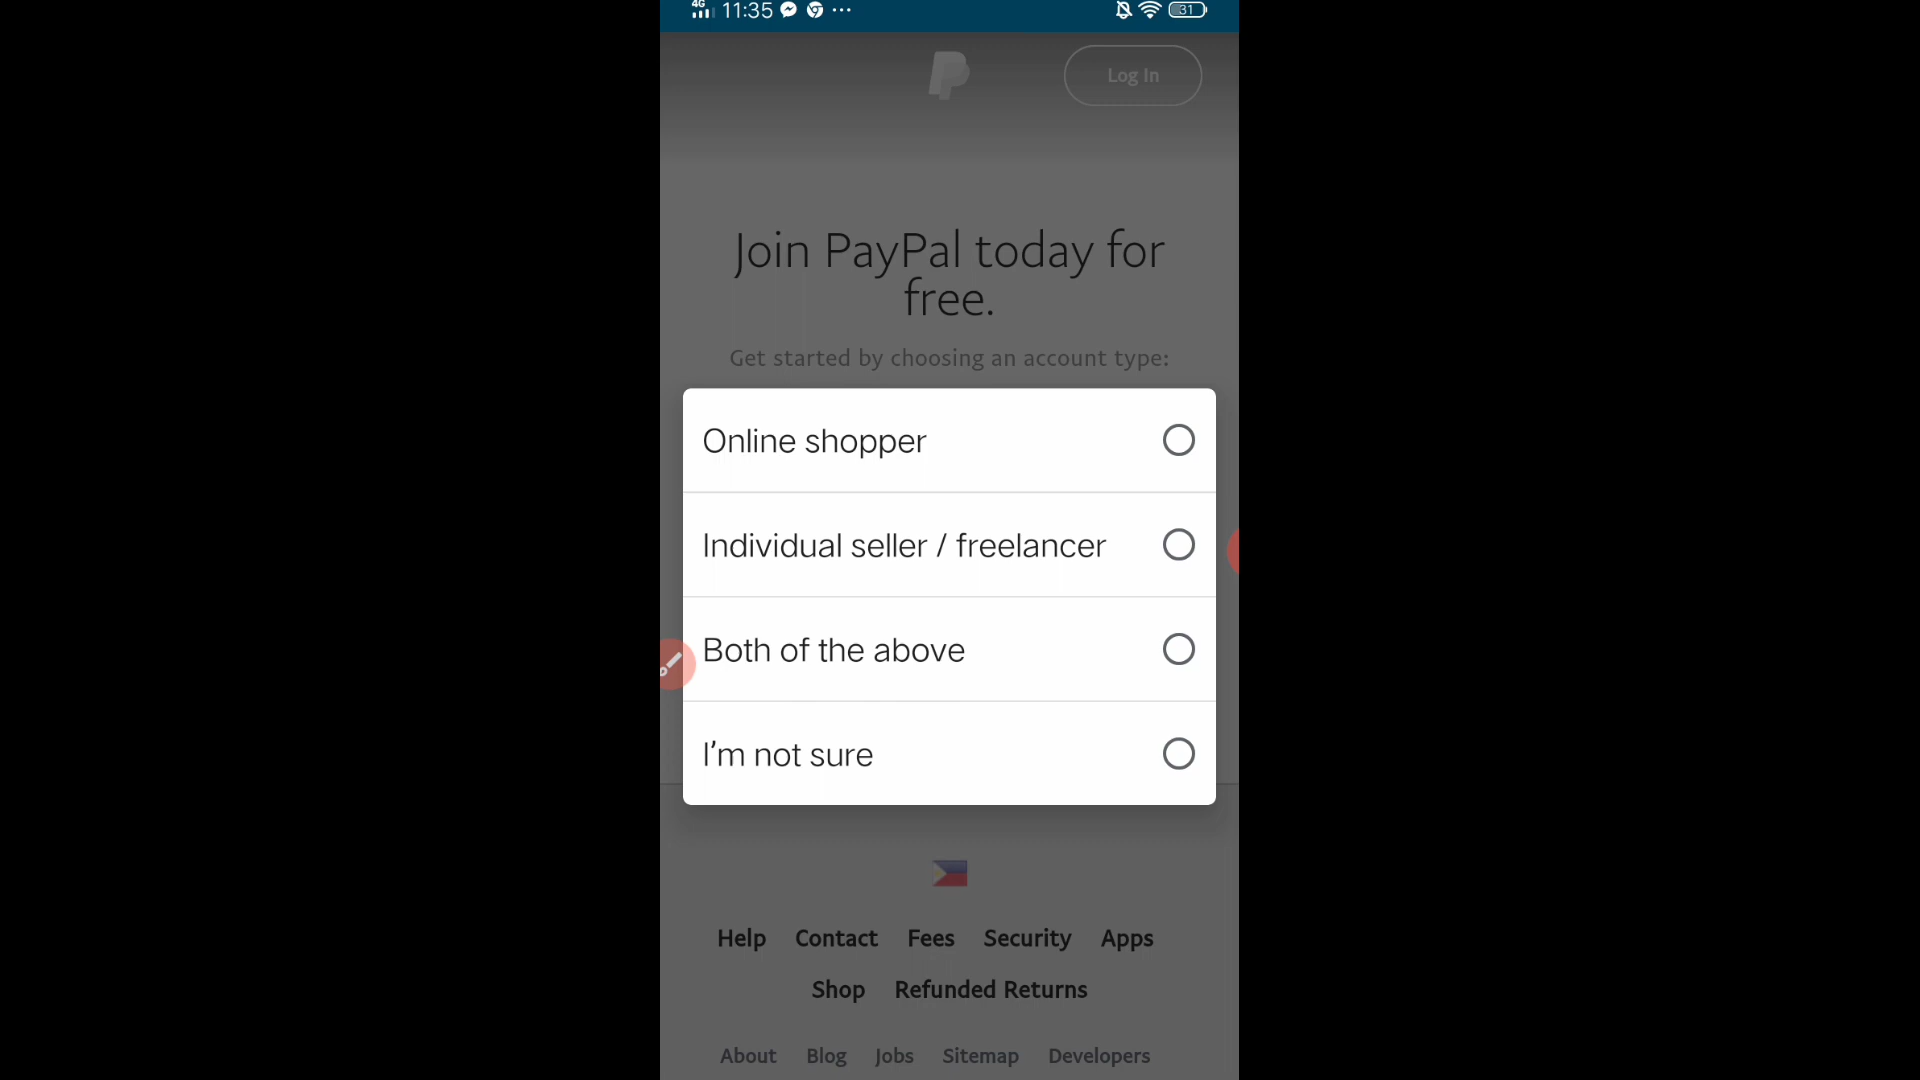 4G 11:35 31
Log In
Join PayPal today for
free.
Get started by choosing an account type:
Online shopper
Individual seller / freelancer
Both of the above
I’m not sure
Help Contact Fees Security Apps
Shop Refunded Returns
About Blog Jobs Sitemap Developers